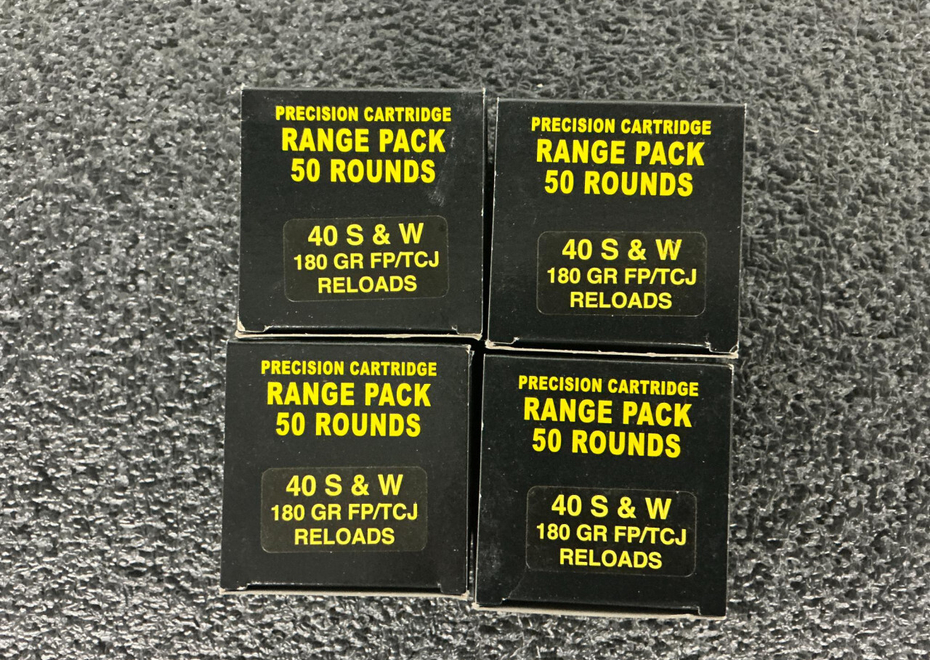 PRECISION CARTRIDGE
RANGE PACK
50 ROUNDS
40 S & W
180 GR FP/TCJ
RELOADS
PRECISION CARTRIDGE
RANGE PACK
50 ROUNDS
40 S & W
180 GR FP/TCJ
RELOADS
PRECISION CARTRIDGE
RANGE PACK
50 ROUNDS
40 S & W
180 GR FP/TCJ
RELOADS
PRECISION CARTRIDGE
RANGE PACK
50 ROUNDS
40 S & W
180 GR FP/TCJ
RELOADS